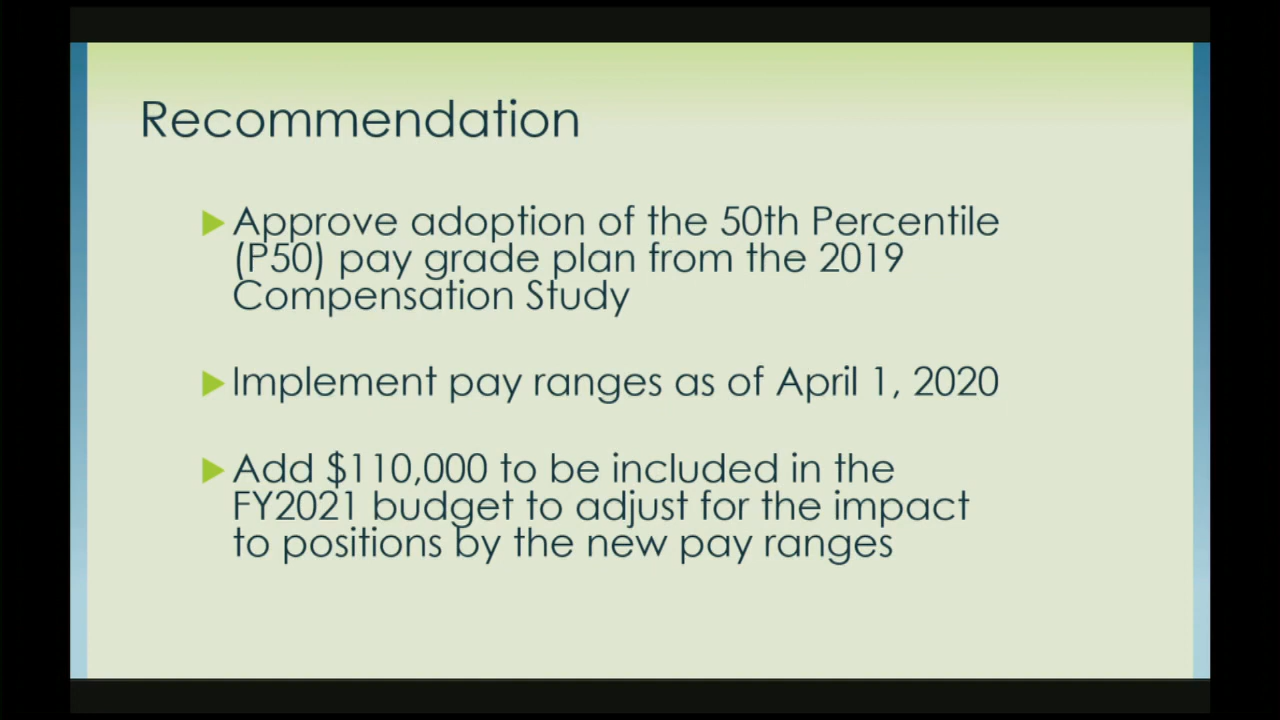 Recommendation
Approve adoption of the 50th Percentile
(P50) pay grade plan from the 2019
Compensation Study
Implement pay ranges as of April 1, 2020
Add $110,000 to be included in the
FY2021 budget to adjust for the impact
to positions by the new pay ranges